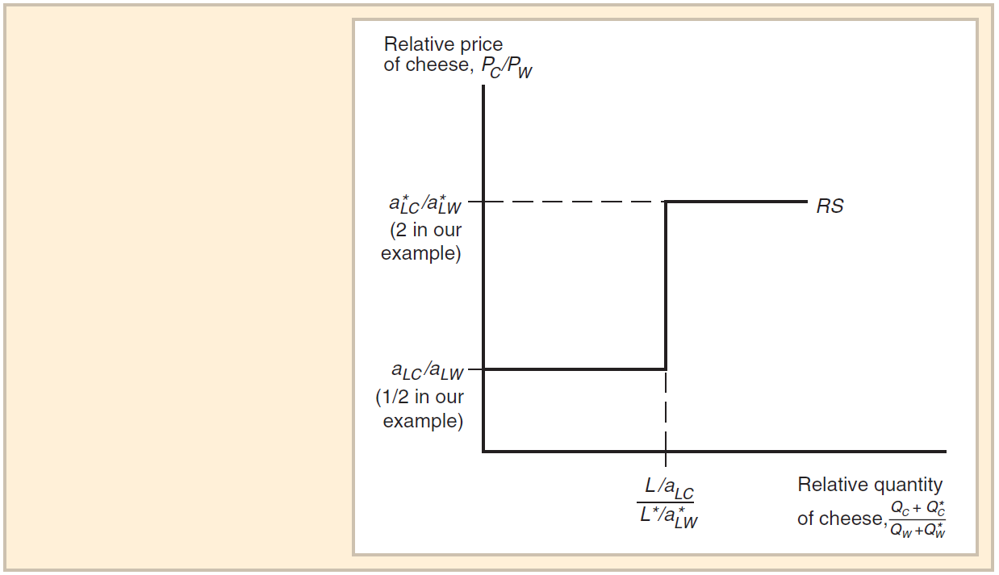 Relative price
of cheese, P_C/P_W
a*_LC/a*_LW
(2 in our
example)
RS
a_LC/a_LW
(1/2 in our
example)
L/a_LC
L*/a*_LW
Relative quantity
of cheese, Q_C + Q*_C
Q_W + Q*_W